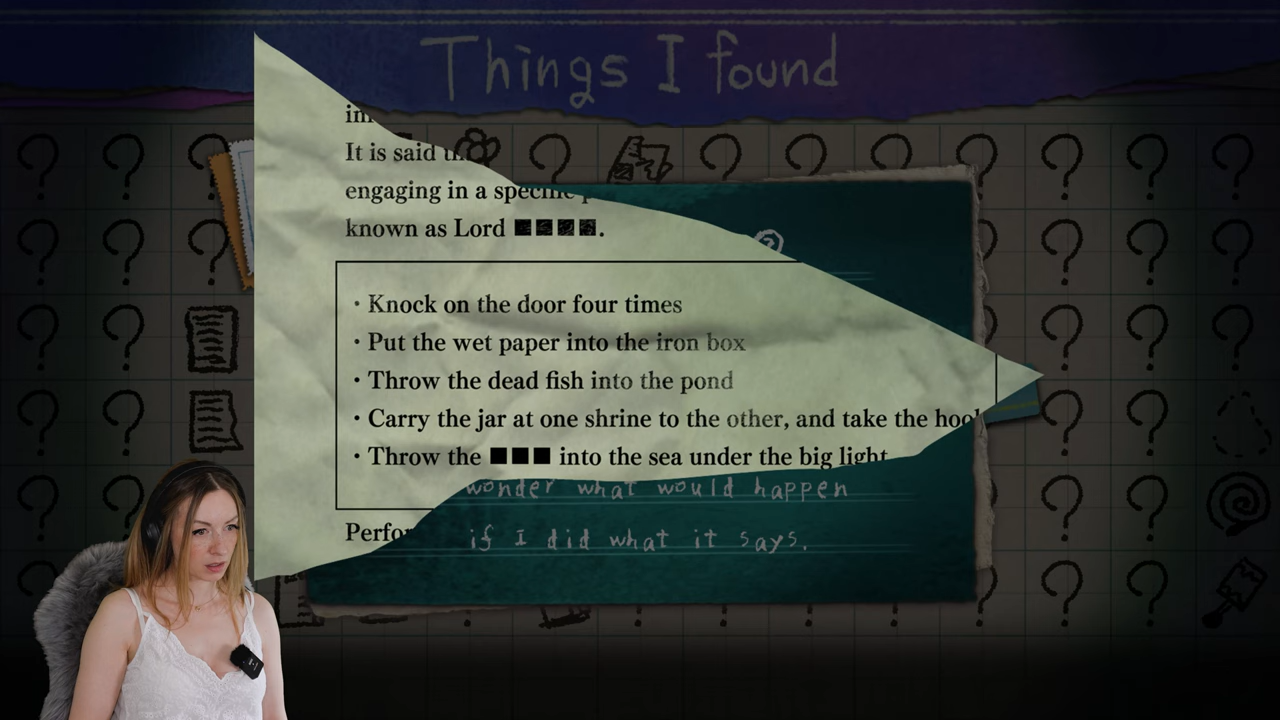 Things I found
It is said
engaging in a specific
known as Lord ■■■■.
• Knock on the door four times
• Put the wet paper into the iron box
• Throw the dead fish into the pond
• Carry the jar at one shrine to the other, and take the
• Throw the ■■■ into the sea under the big light
wonder what would happen
if I did what it says.